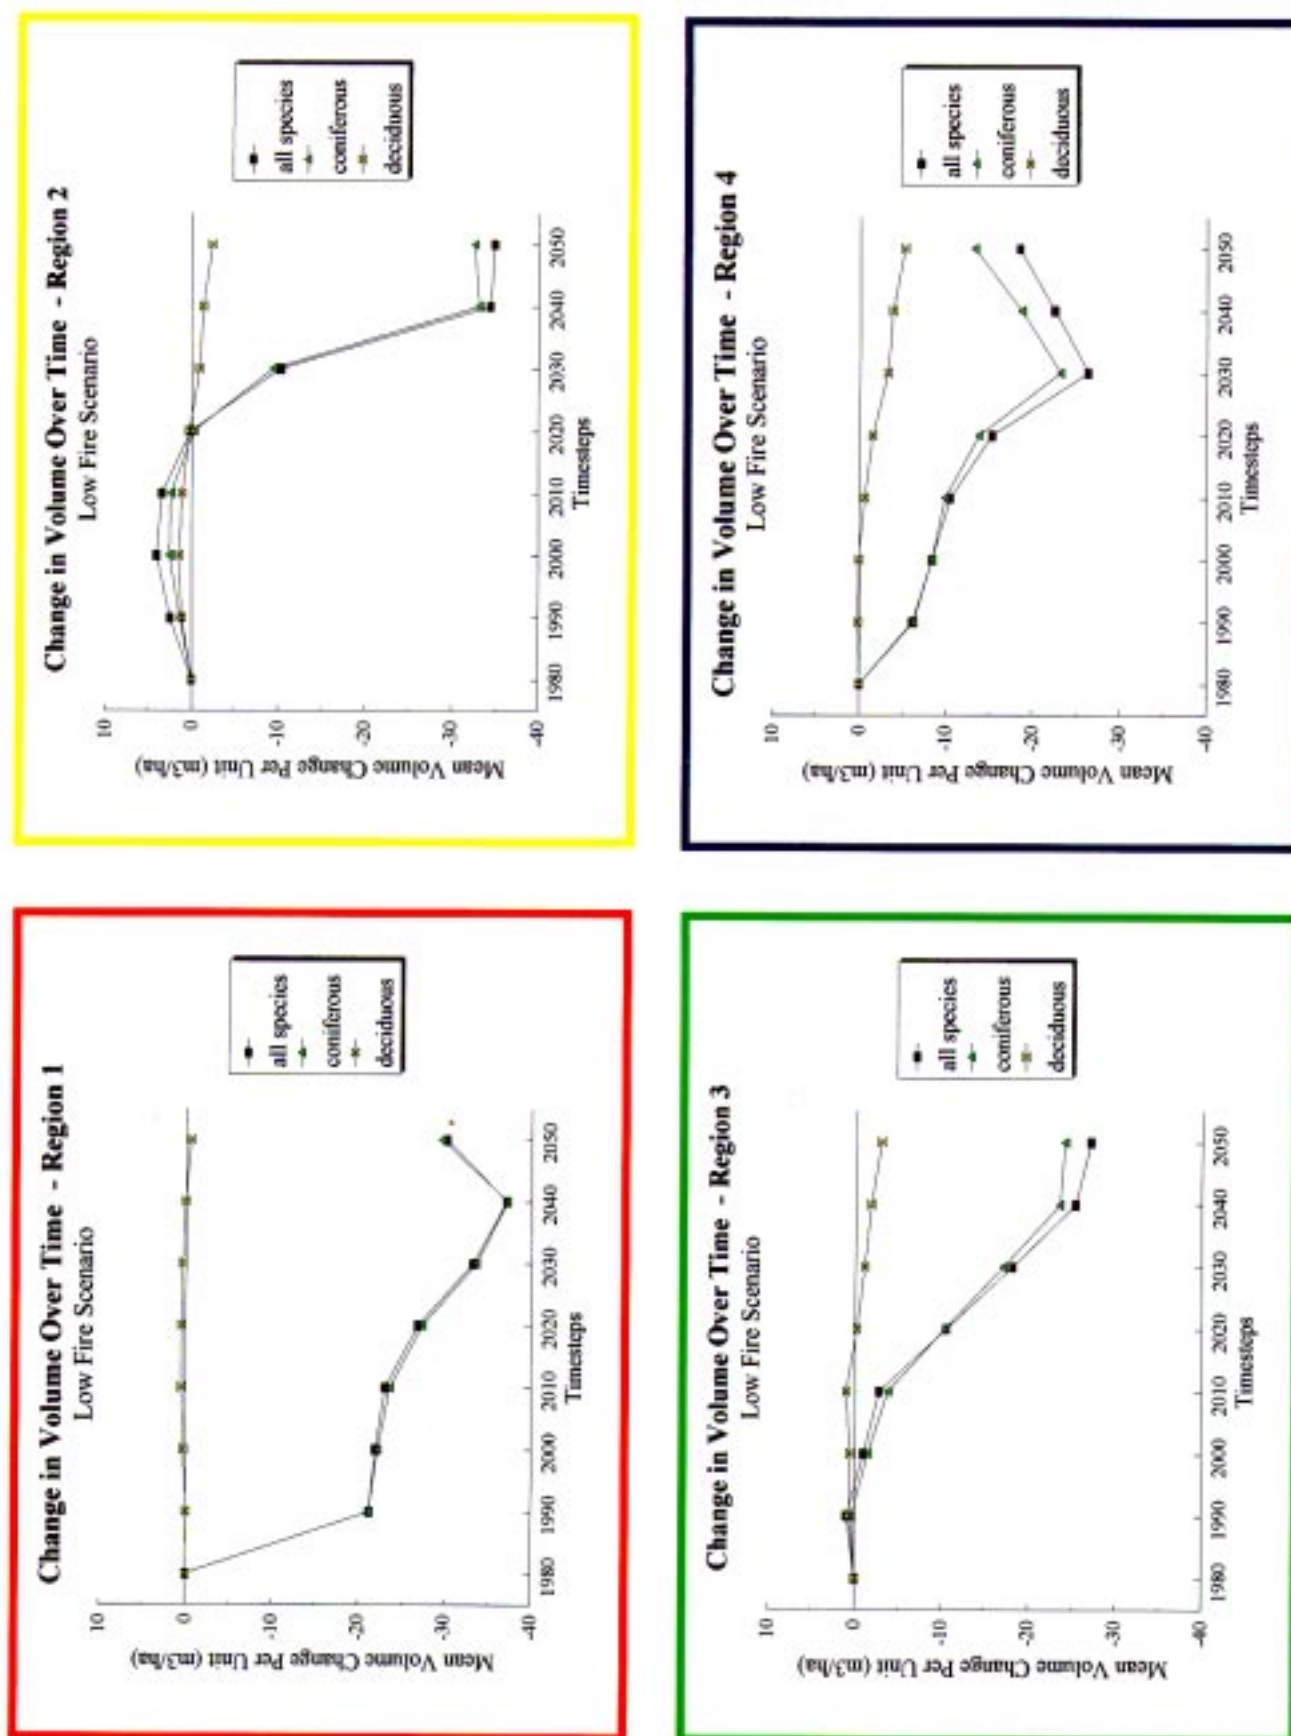 Change in Volume Over Time - Region 1
Low Fire Scenario
Mean Volume Change Per Unit (m3/ha)
10
0
-10
-20
-30
-40
1980 1990 2000 2010 2020 2030 2040 2050
Timesteps
all species
coniferous
deciduous
Change in Volume Over Time - Region 2
Low Fire Scenario
Mean Volume Change Per Unit (m3/ha)
10
0
-10
-20
-30
-40
1980 1990 2000 2010 2020 2030 2040 2050
Timesteps
all species
coniferous
deciduous
Change in Volume Over Time - Region 3
Low Fire Scenario
Mean Volume Change Per Unit (m3/ha)
10
0
-10
-20
-30
-40
1980 1990 2000 2010 2020 2030 2040 2050
Timesteps
all species
coniferous
deciduous
Change in Volume Over Time - Region 4
Low Fire Scenario
Mean Volume Change Per Unit (m3/ha)
10
0
-10
-20
-30
-40
1980 1990 2000 2010 2020 2030 2040 2050
Timesteps
all species
coniferous
deciduous